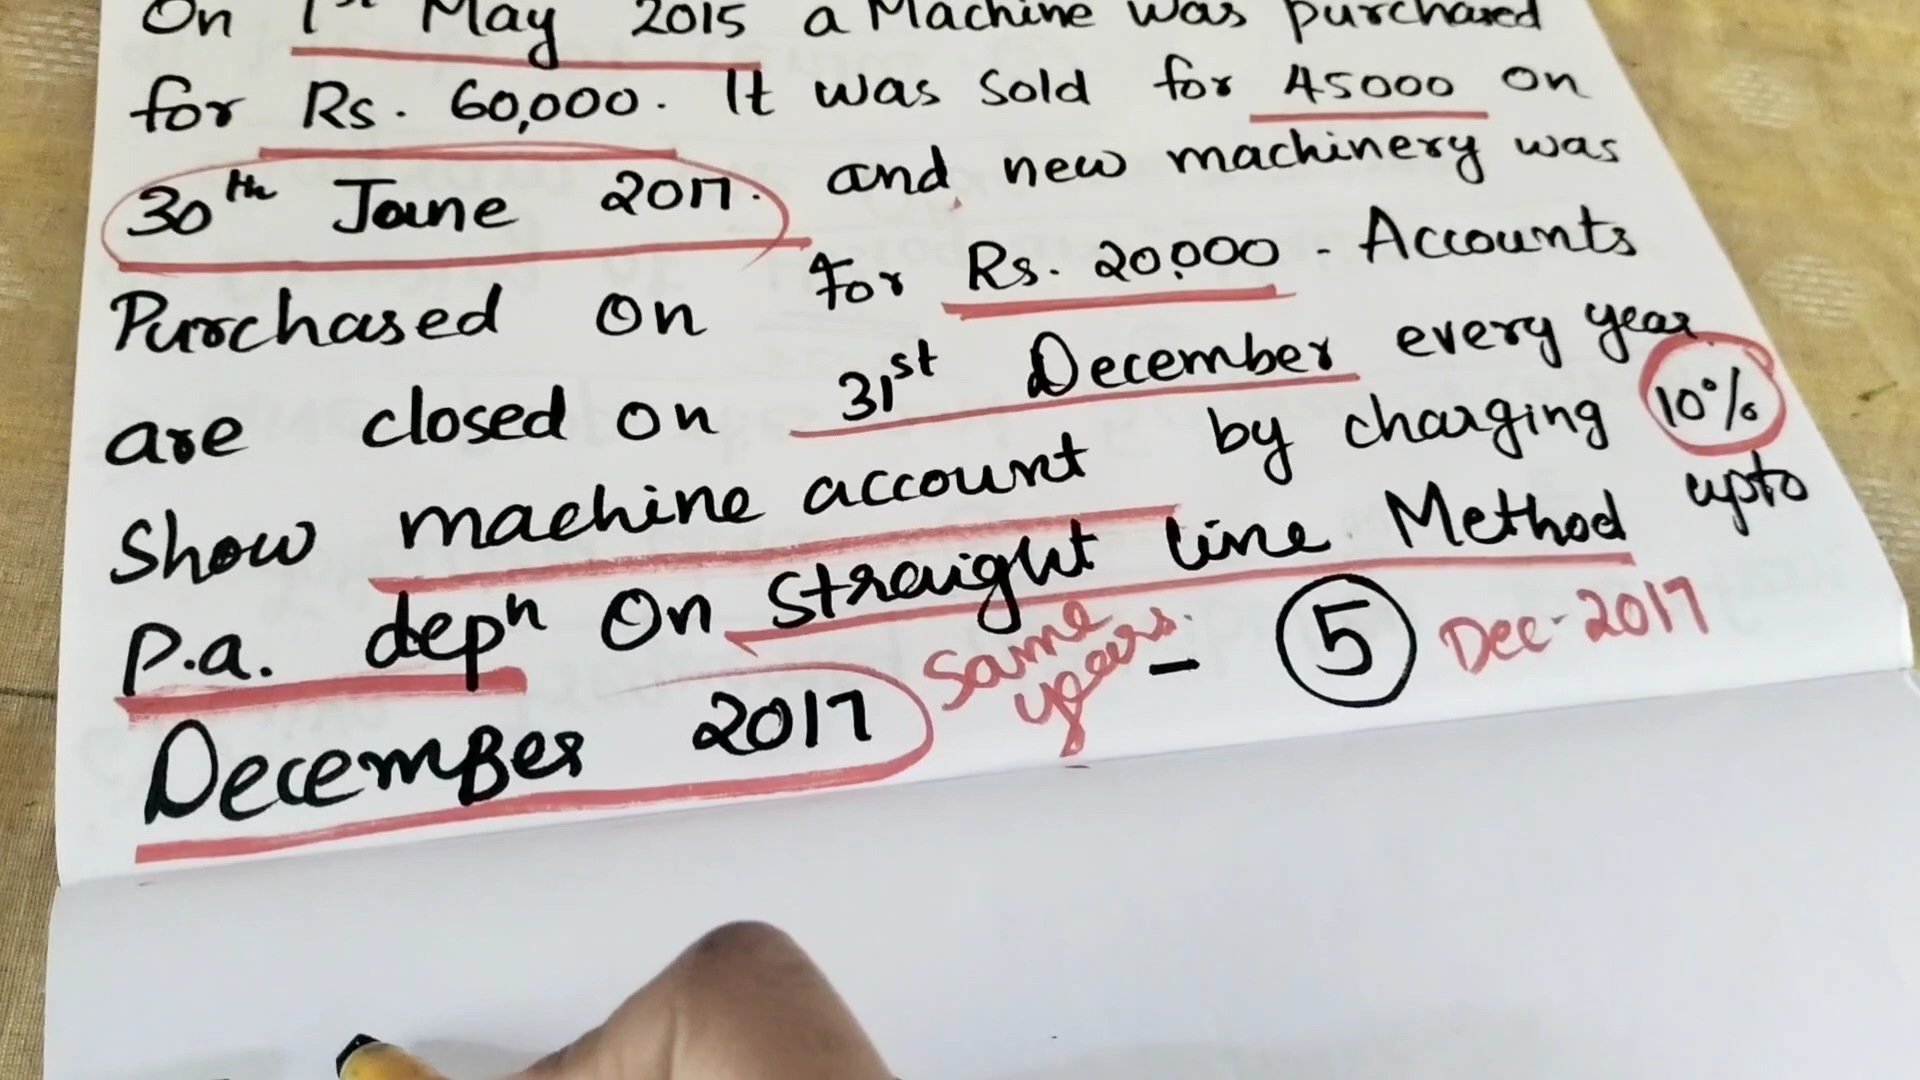 On 1st May 2015 a Machine was purchased
for Rs. 60,000. It was Sold for 45000 on
30th June 2017. and new machinery was
Purchased on for Rs. 20,000. Accounts
are closed on 31st December every year
Show machine account by charging 10%
p.a. depn on straight line Method upto
DecemBer 2017 Same years. - 5 Dec-2017